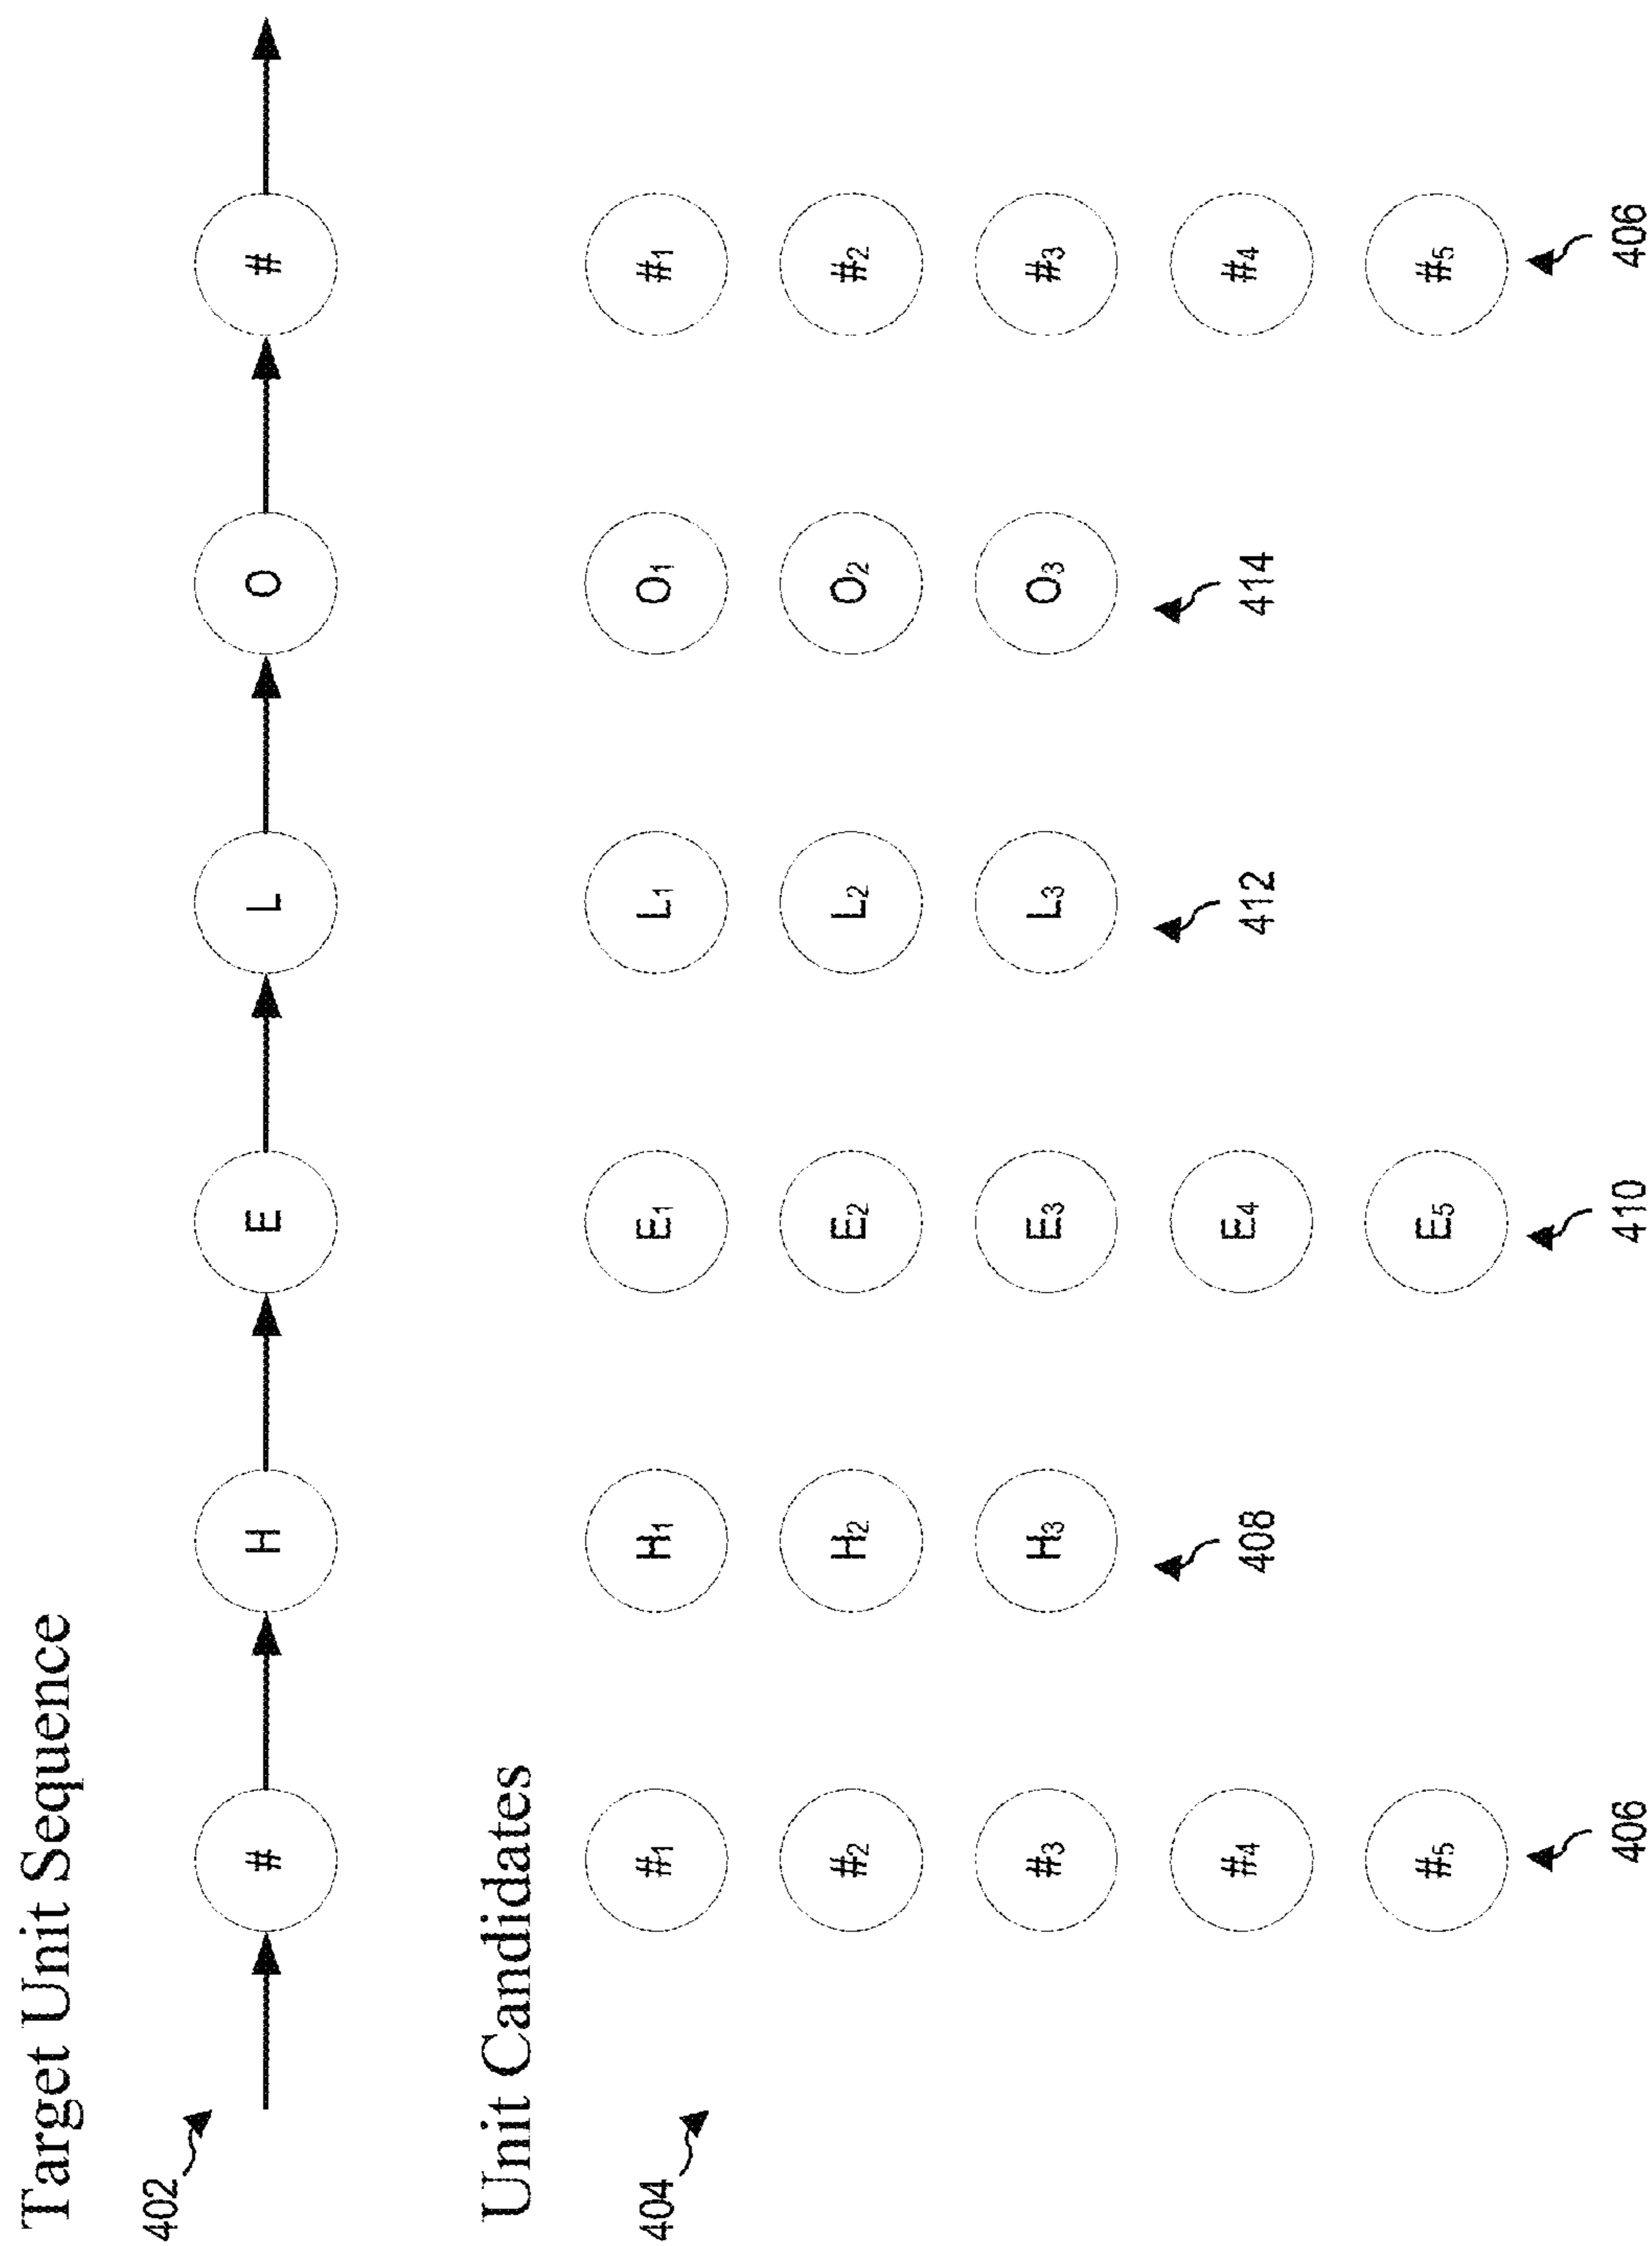 Target Unit Sequence
402
# H E L O #
Unit Candidates
404
#1 H1 E1 L1 O1 #1
#2 H2 E2 L2 O2 #2
#3 H3 E3 L3 O3 #3
#4 E4 #4
#5 E5 #5
408 412 414
406 410 406